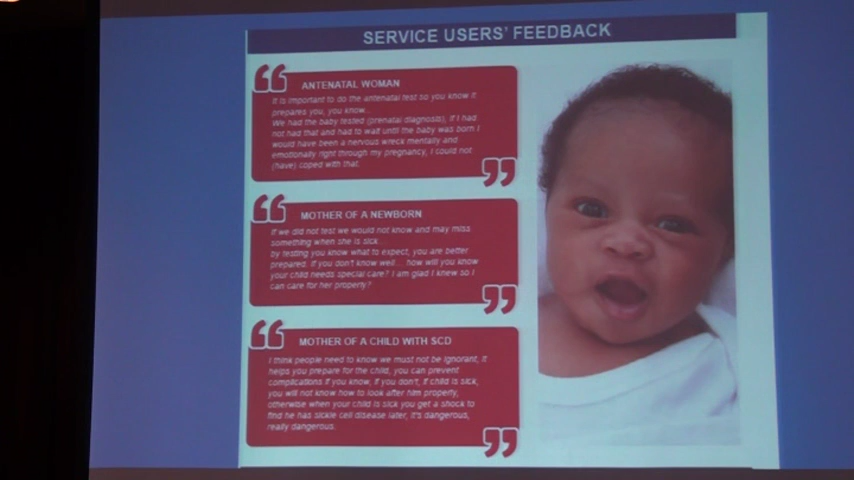 SERVICE USERS' FEEDBACK
ANTENATAL WOMAN
It is important to do the antenatal test so you know it
prepares you, you know...
We had the baby tested (prenatal diagnosis), if I had
not had that and had to wait until the baby was born I
would have been a nervous wreck mentally and
emotionally right through my pregnancy, I could not
(have) coped with that.
MOTHER OF A NEWBORN
If we did not test we would not know and may miss
something when she is sick...
by testing you know what to expect, you are better
prepared. If you don't know well... how will you know
your child needs special care? I am glad I knew so I
can care for her properly?
MOTHER OF A CHILD WITH SCD
I think people need to know we must not be ignorant, it
helps you prepare for the child, you can prevent
complications if you know, if you don't, if child is sick,
you will not know how to look after him properly,
otherwise when your child is sick you get a shock to
find he has sickle cell disease later, it's dangerous,
really dangerous.